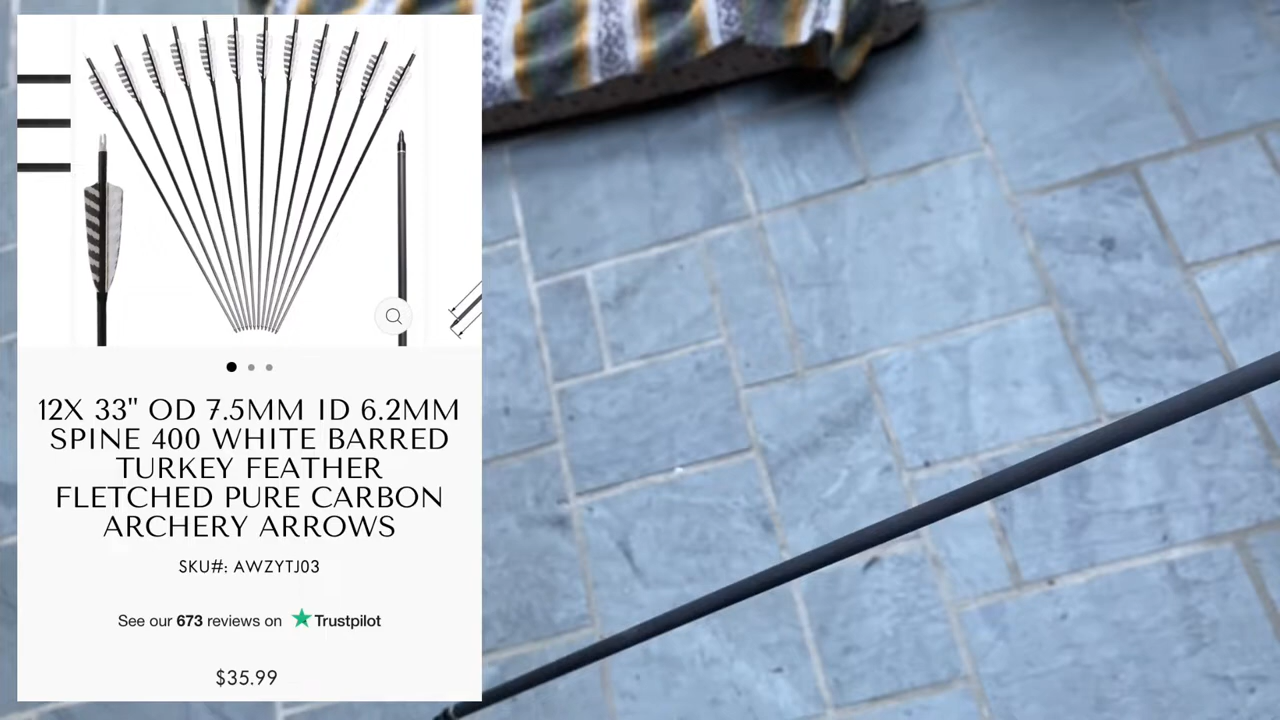 12X 33" OD 7.5MM ID 6.2MM
SPINE 400 WHITE BARRED
TURKEY FEATHER
FLETCHED PURE CARBON
ARCHERY ARROWS
SKU#: AWZYTJ03
See our 673 reviews on Trustpilot
$35.99